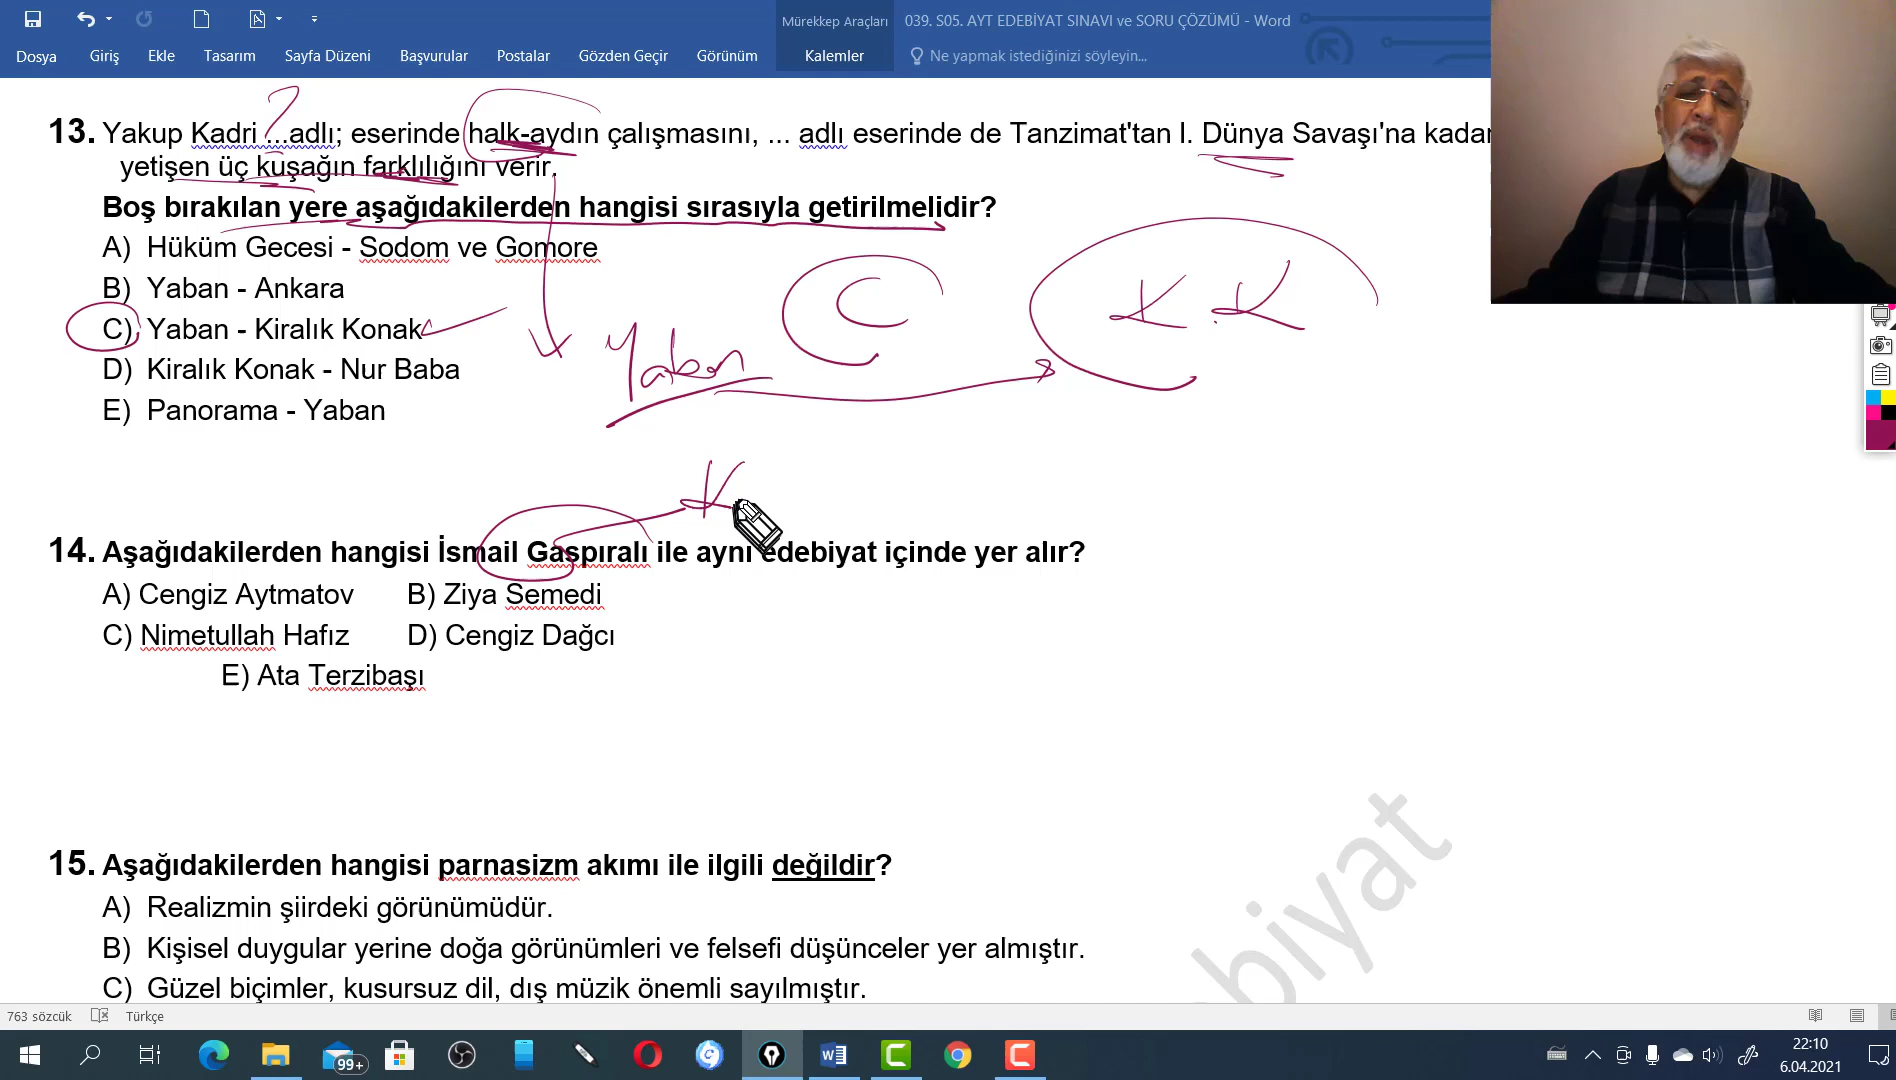 Mürekkep Araçları
039. S05. AYT EDEBİYAT SINAVI ve SORU ÇÖZÜMÜ - Word
Dosya Giriş Ekle Tasarım Sayfa Düzeni Başvurular Postalar Gözden Geçir Görünüm Kalemler Ne yapmak istediğinizi söyleyin...
13. Yakup Kadri ...adlı; eserinde halk-aydın çalışmasını, ... adlı eserinde de Tanzimat'tan I. Dünya Savaşı'na kadar
yetişen üç kuşağın farklılığını verir.
Boş bırakılan yere aşağıdakilerden hangisi sırasıyla getirilmelidir?
A) Hüküm Gecesi - Sodom ve Gomore
B) Yaban - Ankara
C) Yaban - Kiralık Konak
D) Kiralık Konak - Nur Baba
E) Panorama - Yaban
?
Yaban
C
K.K
K
14. Aşağıdakilerden hangisi İsmail Gaspıralı ile aynı edebiyat içinde yer alır?
A) Cengiz Aytmatov B) Ziya Semedi
C) Nimetullah Hafız D) Cengiz Dağcı
E) Ata Terzibaşı
15. Aşağıdakilerden hangisi parnasizm akımı ile ilgili değildir?
A) Realizmin şiirdeki görünümüdür.
B) Kişisel duygular yerine doğa görünümleri ve felsefi düşünceler yer almıştır.
C) Güzel biçimler, kusursuz dil, dış müzik önemli sayılmıştır.
biyat
763 sözcük Türkçe
99+
22:10
6.04.2021